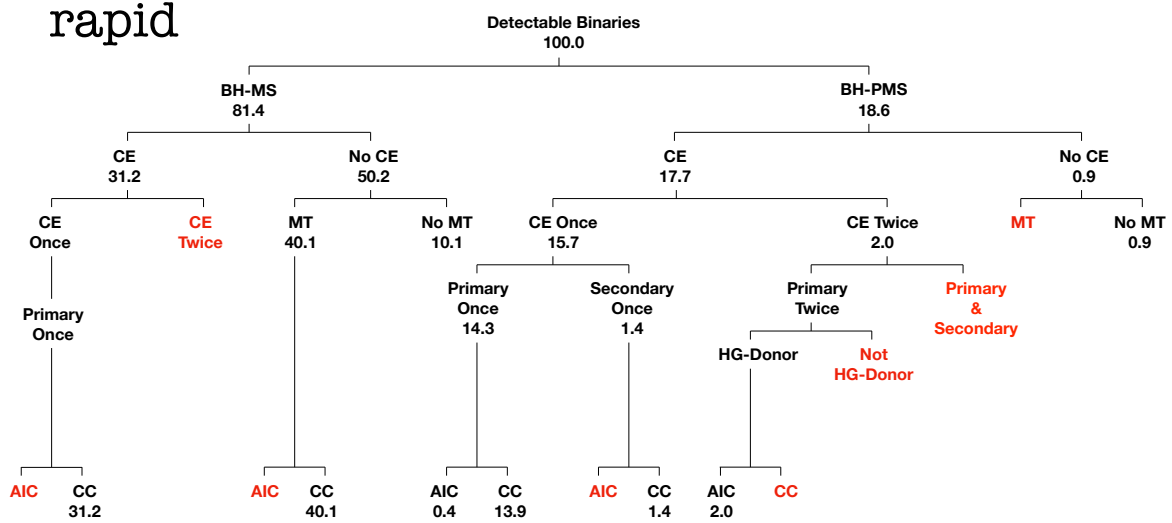 rapid
Detectable Binaries
100.0
BH-MS
81.4
BH-PMS
18.6
CE
31.2
No CE
50.2
CE
17.7
No CE
0.9
CE
Once
CE
Twice
MT
40.1
No MT
10.1
CE Once
15.7
CE Twice
2.0
MT
No MT
0.9
Primary
Once
Primary
Once
14.3
Secondary
Once
1.4
Primary
Twice
Primary
&
Secondary
HG-Donor
Not
HG-Donor
AIC
CC
31.2
AIC
CC
40.1
AIC
0.4
CC
13.9
AIC
CC
1.4
AIC
2.0
CC